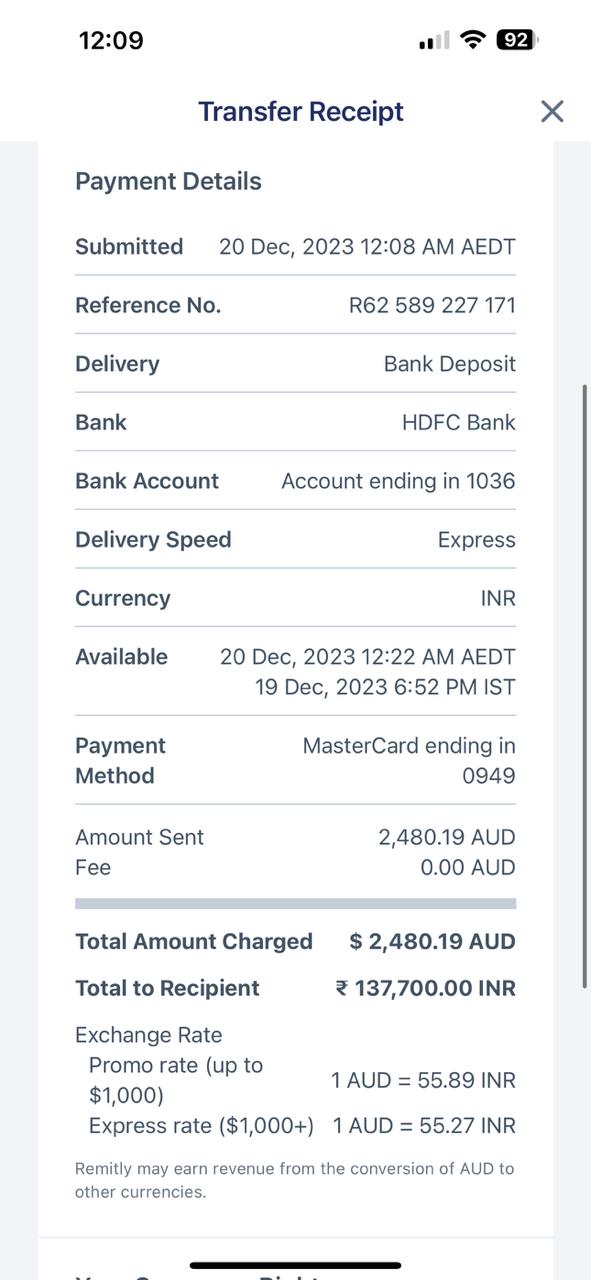 12:09
92
Transfer Receipt
Payment Details
Submitted 20 Dec, 2023 12:08 AM AEDT
Reference No. R62 589 227 171
Delivery Bank Deposit
Bank HDFC Bank
Bank Account Account ending in 1036
Delivery Speed Express
Currency INR
Available 20 Dec, 2023 12:22 AM AEDT
19 Dec, 2023 6:52 PM IST
Payment Method MasterCard ending in 0949
Amount Sent 2,480.19 AUD
Fee 0.00 AUD
Total Amount Charged $ 2,480.19 AUD
Total to Recipient ₹ 137,700.00 INR
Exchange Rate
Promo rate (up to $1,000) 1 AUD = 55.89 INR
Express rate ($1,000+) 1 AUD = 55.27 INR
Remitly may earn revenue from the conversion of AUD to
other currencies.